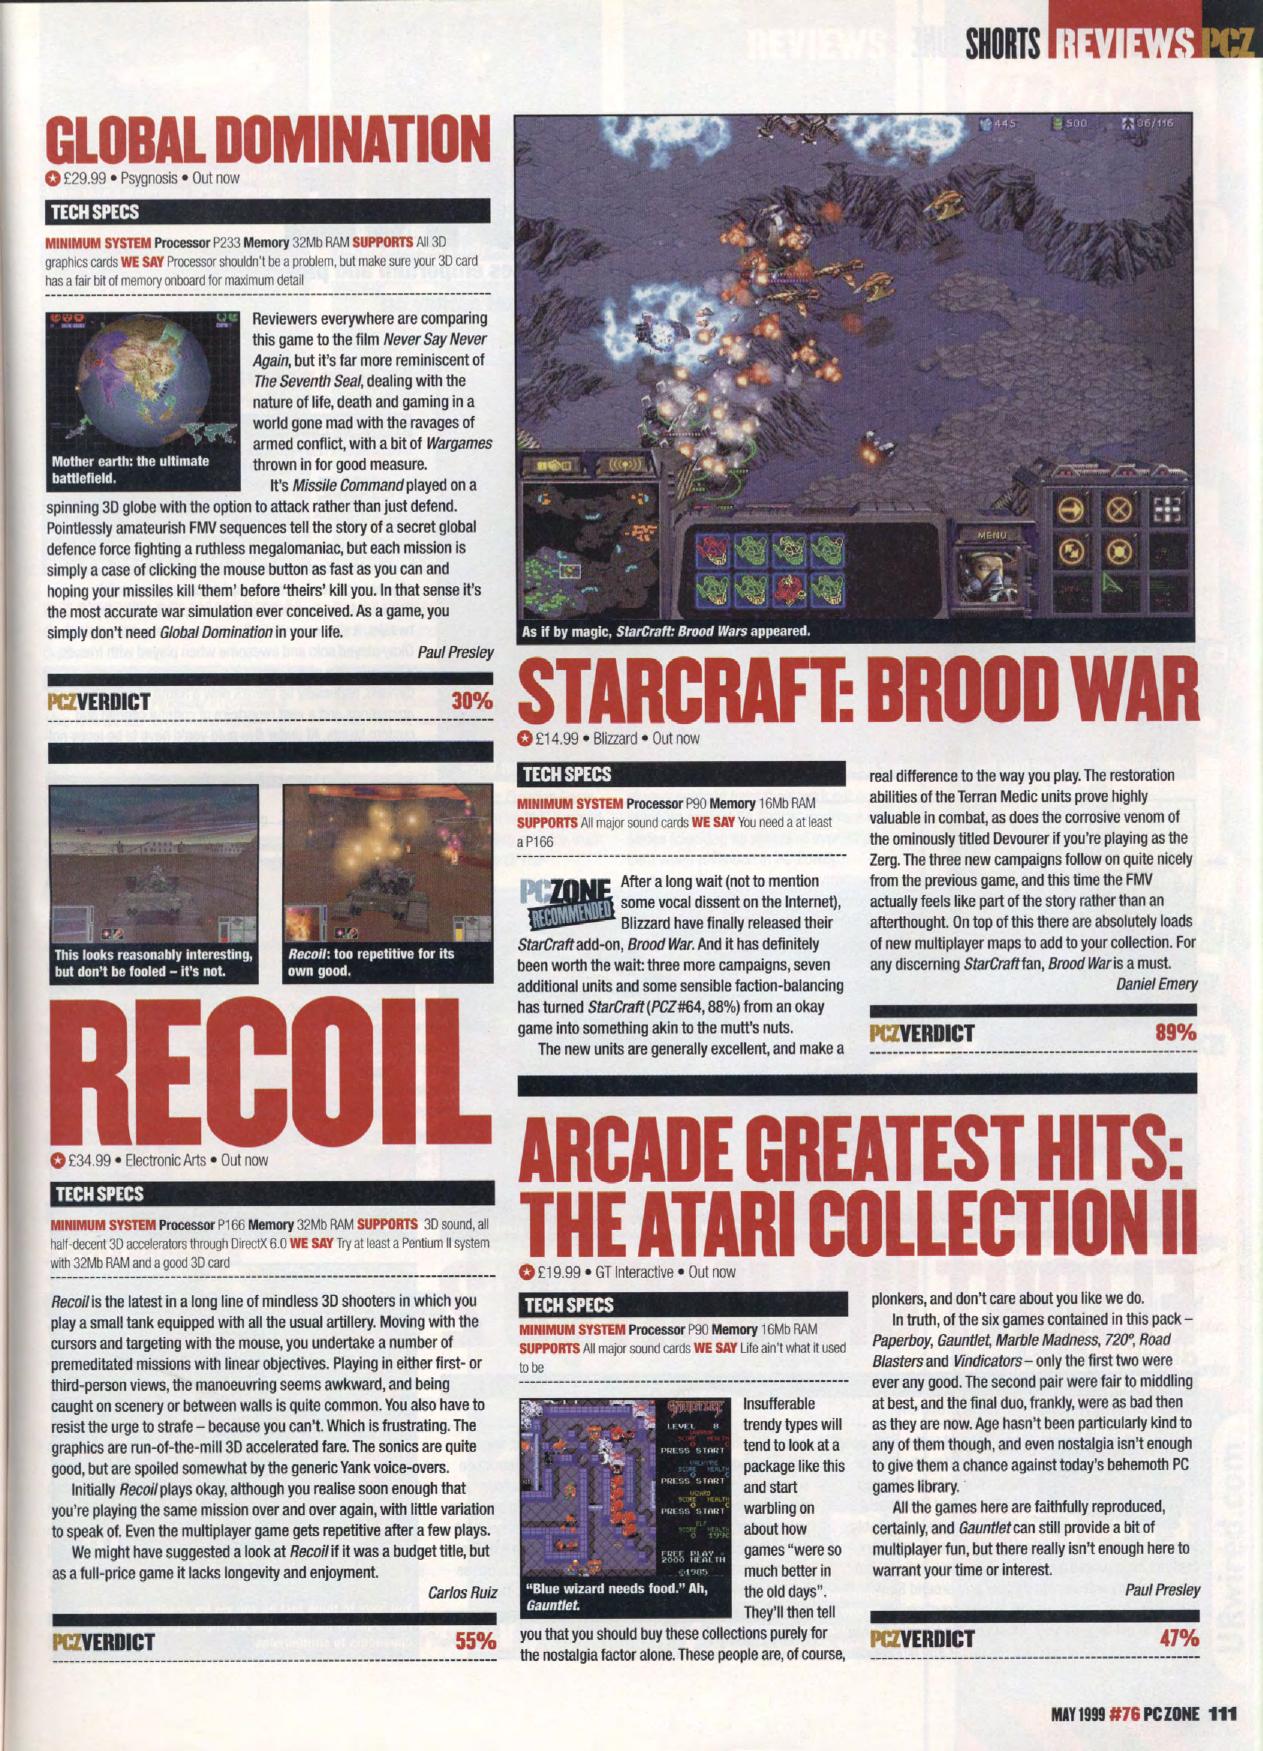 SHORTS REVIEWS PCZ
GLOBAL DOMINATION
£29.99 • Psygnosis • Out now
TECH SPECS
MINIMUM SYSTEM Processor P233 Memory 32Mb RAM SUPPORTS All 3D
graphics cards WE SAY Processor shouldn't be a problem, but make sure your 3D card
has a fair bit of memory onboard for maximum detail
Mother earth: the ultimate
battlefield.
Reviewers everywhere are comparing
this game to the film Never Say Never
Again, but it's far more reminiscent of
The Seventh Seal, dealing with the
nature of life, death and gaming in a
world gone mad with the ravages of
armed conflict, with a bit of Wargames
thrown in for good measure.
It's Missile Command played on a
spinning 3D globe with the option to attack rather than just defend.
Pointlessly amateurish FMV sequences tell the story of a secret global
defence force fighting a ruthless megalomaniac, but each mission is
simply a case of clicking the mouse button as fast as you can and
hoping your missiles kill 'them' before 'theirs' kill you. In that sense it's
the most accurate war simulation ever conceived. As a game, you
simply don't need Global Domination in your life.
Paul Presley
PCZVERDICT 30%
This looks reasonably interesting,
but don't be fooled – it's not.
Recoil: too repetitive for its
own good.
RECOIL
£34.99 • Electronic Arts • Out now
TECH SPECS
MINIMUM SYSTEM Processor P166 Memory 32Mb RAM SUPPORTS 3D sound, all
half-decent 3D accelerators through DirectX 6.0 WE SAY Try at least a Pentium II system
with 32Mb RAM and a good 3D card
Recoil is the latest in a long line of mindless 3D shooters in which you
play a small tank equipped with all the usual artillery. Moving with the
cursors and targeting with the mouse, you undertake a number of
premeditated missions with linear objectives. Playing in either first- or
third-person views, the manoeuvring seems awkward, and being
caught on scenery or between walls is quite common. You also have to
resist the urge to strafe – because you can't. Which is frustrating. The
graphics are run-of-the-mill 3D accelerated fare. The sonics are quite
good, but are spoiled somewhat by the generic Yank voice-overs.
Initially Recoil plays okay, although you realise soon enough that
you're playing the same mission over and over again, with little variation
to speak of. Even the multiplayer game gets repetitive after a few plays.
We might have suggested a look at Recoil if it was a budget title, but
as a full-price game it lacks longevity and enjoyment.
Carlos Ruiz
PCZVERDICT 55%
445 500 86/116
MENU
As if by magic, StarCraft: Brood Wars appeared.
STARCRAFT: BROOD WAR
£14.99 • Blizzard • Out now
TECH SPECS
MINIMUM SYSTEM Processor P90 Memory 16Mb RAM
SUPPORTS All major sound cards WE SAY You need a at least
a P166
PCZONE
RECOMMENDED
After a long wait (not to mention
some vocal dissent on the Internet),
Blizzard have finally released their
StarCraft add-on, Brood War. And it has definitely
been worth the wait: three more campaigns, seven
additional units and some sensible faction-balancing
has turned StarCraft (PCZ #64, 88%) from an okay
game into something akin to the mutt's nuts.
The new units are generally excellent, and make a
real difference to the way you play. The restoration
abilities of the Terran Medic units prove highly
valuable in combat, as does the corrosive venom of
the ominously titled Devourer if you're playing as the
Zerg. The three new campaigns follow on quite nicely
from the previous game, and this time the FMV
actually feels like part of the story rather than an
afterthought. On top of this there are absolutely loads
of new multiplayer maps to add to your collection. For
any discerning StarCraft fan, Brood War is a must.
Daniel Emery
PCZVERDICT 89%
ARCADE GREATEST HITS:
THE ATARI COLLECTION II
£19.99 • GT Interactive • Out now
TECH SPECS
MINIMUM SYSTEM Processor P90 Memory 16Mb RAM
SUPPORTS All major sound cards WE SAY Life ain't what it used
to be
GAUNTLET
LEVEL 8
PRESS START
VALKYRIE
SCORE HEALTH
PRESS START
WIZARD
SCORE HEALTH
PRESS START
ELF
SCORE HEALTH
FREE PLAY
2000 HEALTH
©1985
"Blue wizard needs food." Ah,
Gauntlet.
Insufferable
trendy types will
tend to look at a
package like this
and start
warbling on
about how
games "were so
much better in
the old days".
They'll then tell
you that you should buy these collections purely for
the nostalgia factor alone. These people are, of course,
plonkers, and don't care about you like we do.
In truth, of the six games contained in this pack –
Paperboy, Gauntlet, Marble Madness, 720º, Road
Blasters and Vindicators – only the first two were
ever any good. The second pair were fair to middling
at best, and the final duo, frankly, were as bad then
as they are now. Age hasn't been particularly kind to
any of them though, and even nostalgia isn't enough
to give them a chance against today's behemoth PC
games library.
All the games here are faithfully reproduced,
certainly, and Gauntlet can still provide a bit of
multiplayer fun, but there really isn't enough here to
warrant your time or interest.
Paul Presley
PCZVERDICT 47%
MAY 1999 #76 PC ZONE 111